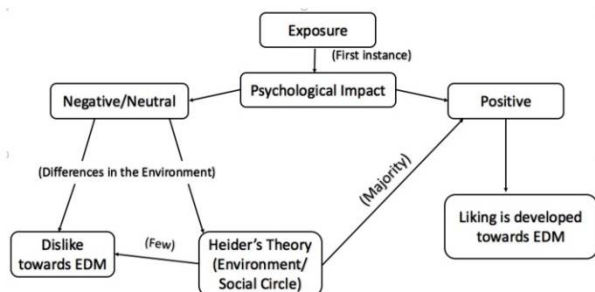 Exposure
(First instance)
Psychological Impact
Negative/Neutral
Positive
(Differences in the Environment)
(Majority)
Liking is developed
towards EDM
Dislike
towards EDM
(Few)
Heider's Theory
(Environment/
Social Circle)